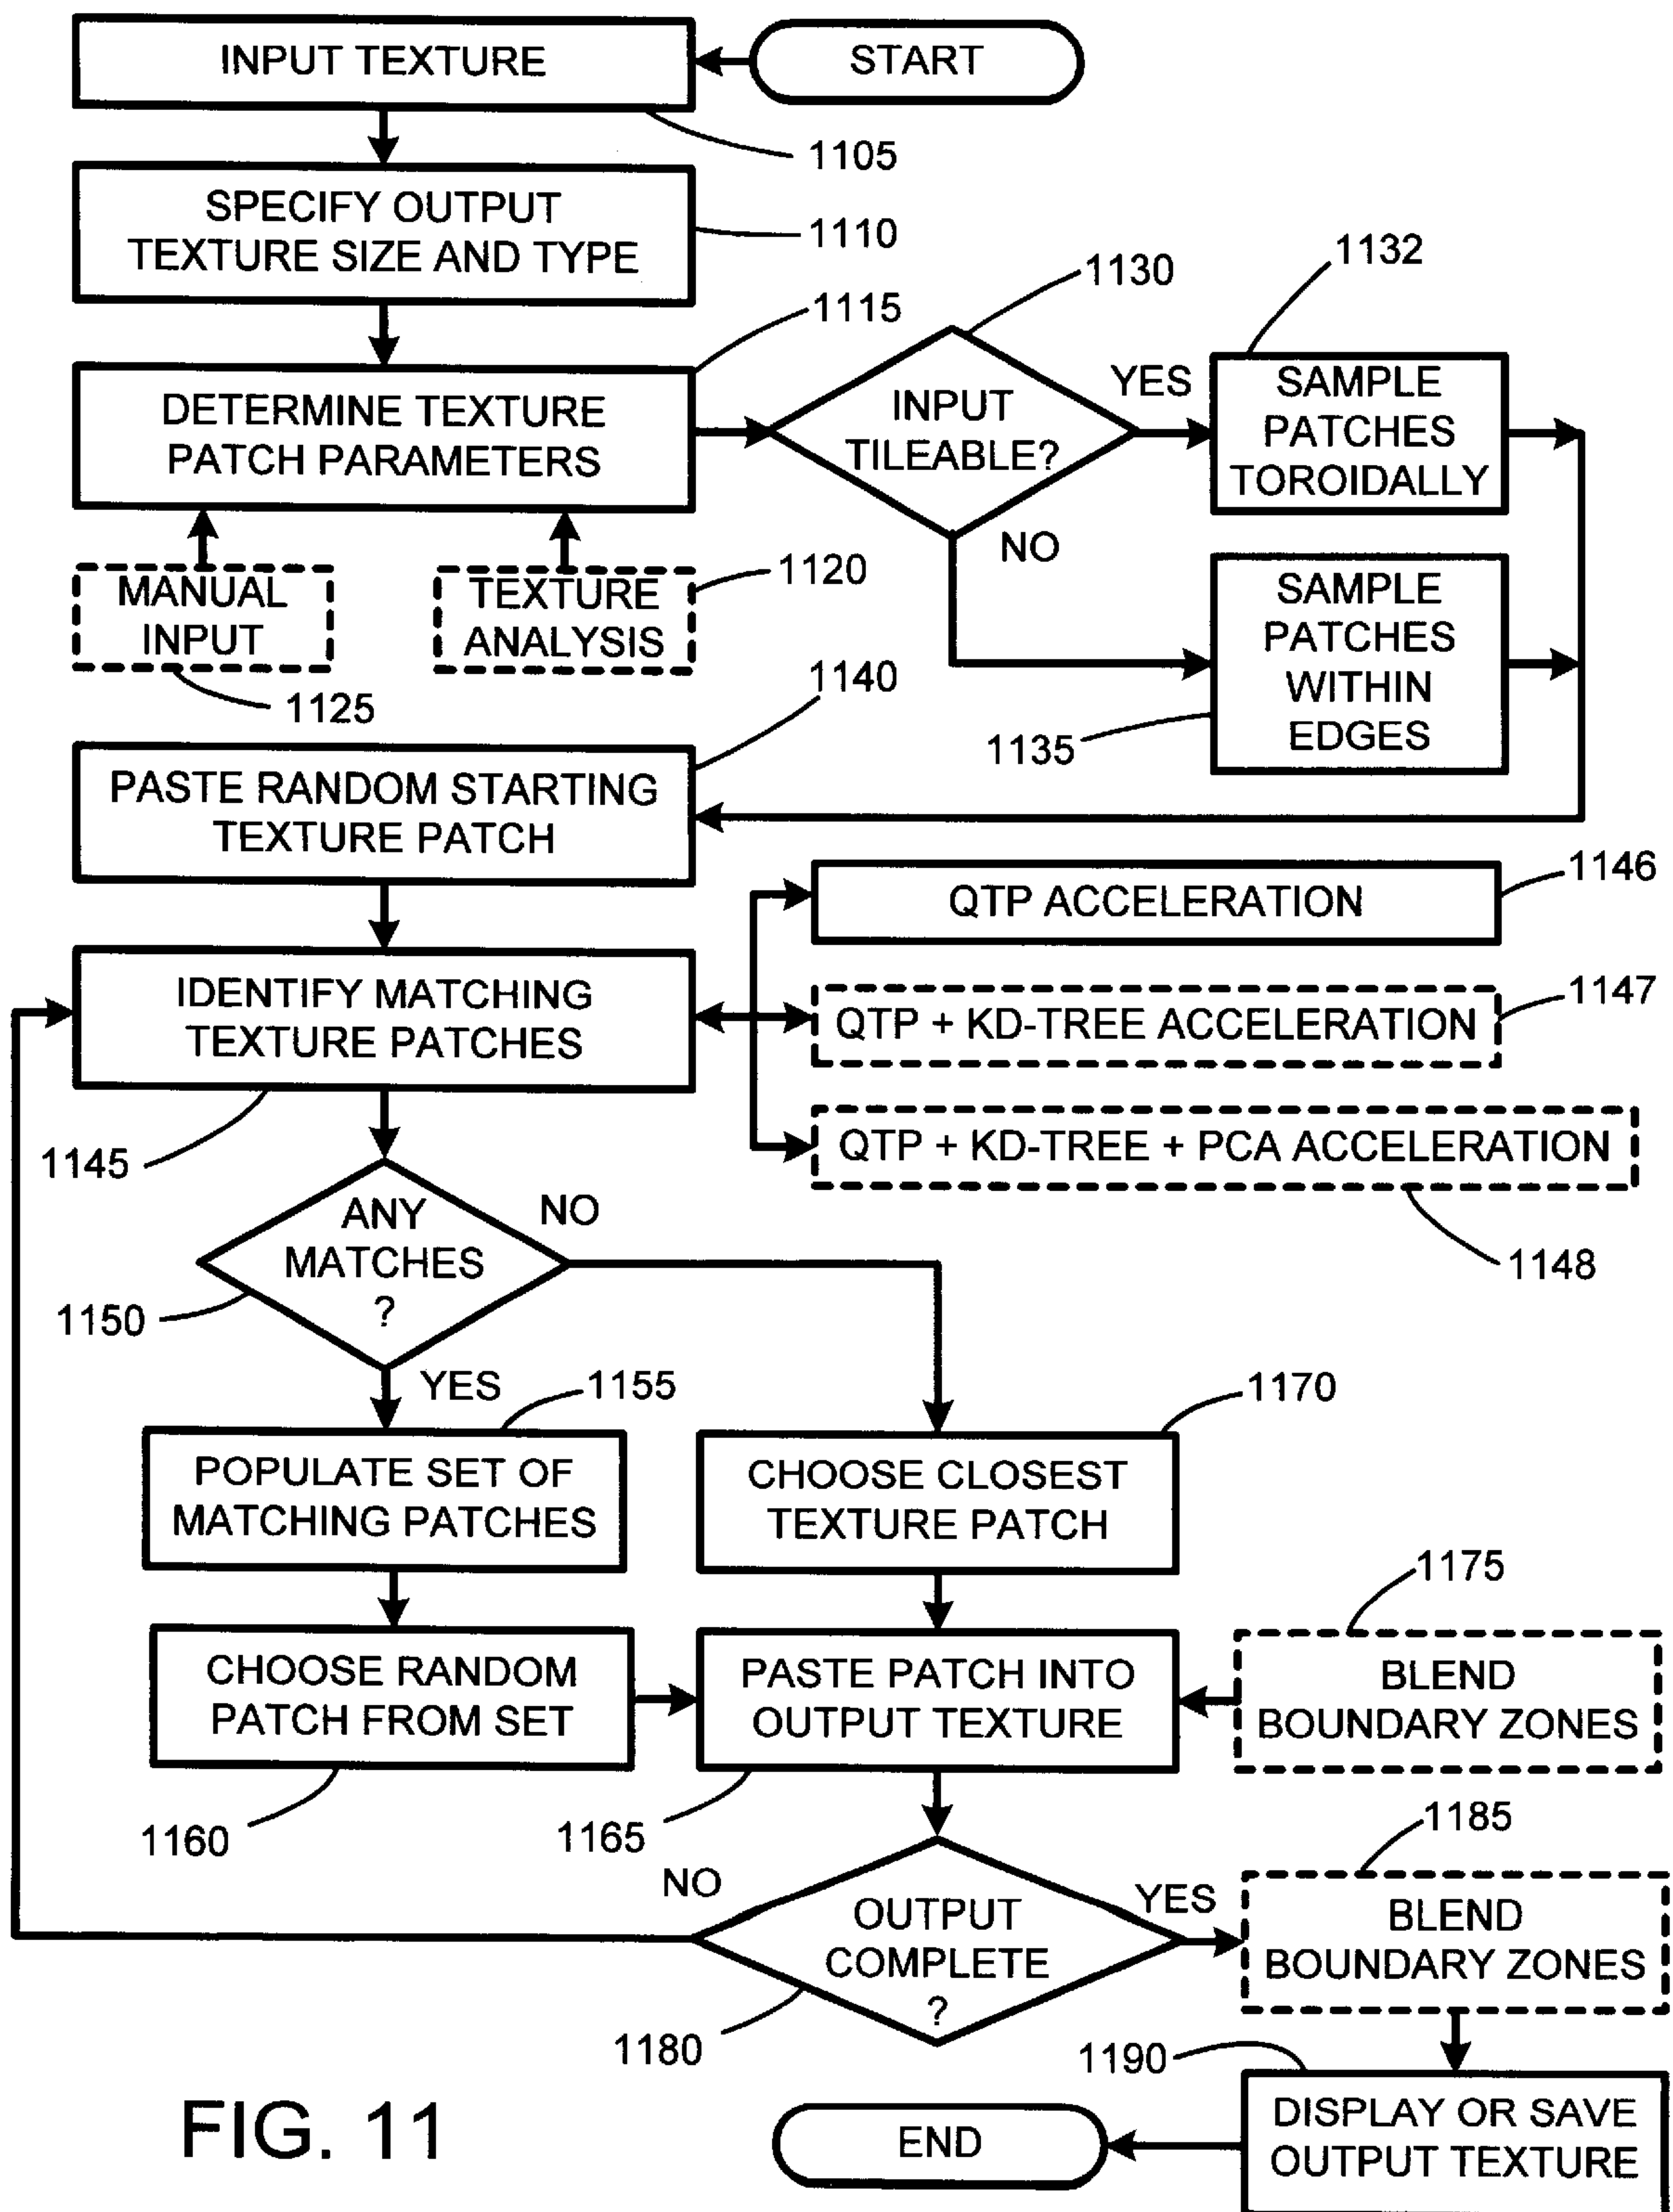 INPUT TEXTURE
START
1105
SPECIFY OUTPUT
TEXTURE SIZE AND TYPE
1110
1115
DETERMINE TEXTURE
PATCH PARAMETERS
1130
INPUT
TILEABLE?
YES
NO
1132
SAMPLE
PATCHES
TOROIDALLY
MANUAL
INPUT
1125
TEXTURE
ANALYSIS
1120
SAMPLE
PATCHES
WITHIN
EDGES
1135
1140
PASTE RANDOM STARTING
TEXTURE PATCH
QTP ACCELERATION
1146
IDENTIFY MATCHING
TEXTURE PATCHES
1145
QTP + KD-TREE ACCELERATION
1147
QTP + KD-TREE + PCA ACCELERATION
1148
ANY
MATCHES
?
NO
1150
YES
1155
POPULATE SET OF
MATCHING PATCHES
1170
CHOOSE CLOSEST
TEXTURE PATCH
CHOOSE RANDOM
PATCH FROM SET
1160
PASTE PATCH INTO
OUTPUT TEXTURE
1165
1175
BLEND
BOUNDARY ZONES
NO
OUTPUT
COMPLETE
?
YES
1180
1185
BLEND
BOUNDARY ZONES
1190
DISPLAY OR SAVE
OUTPUT TEXTURE
END
FIG. 11